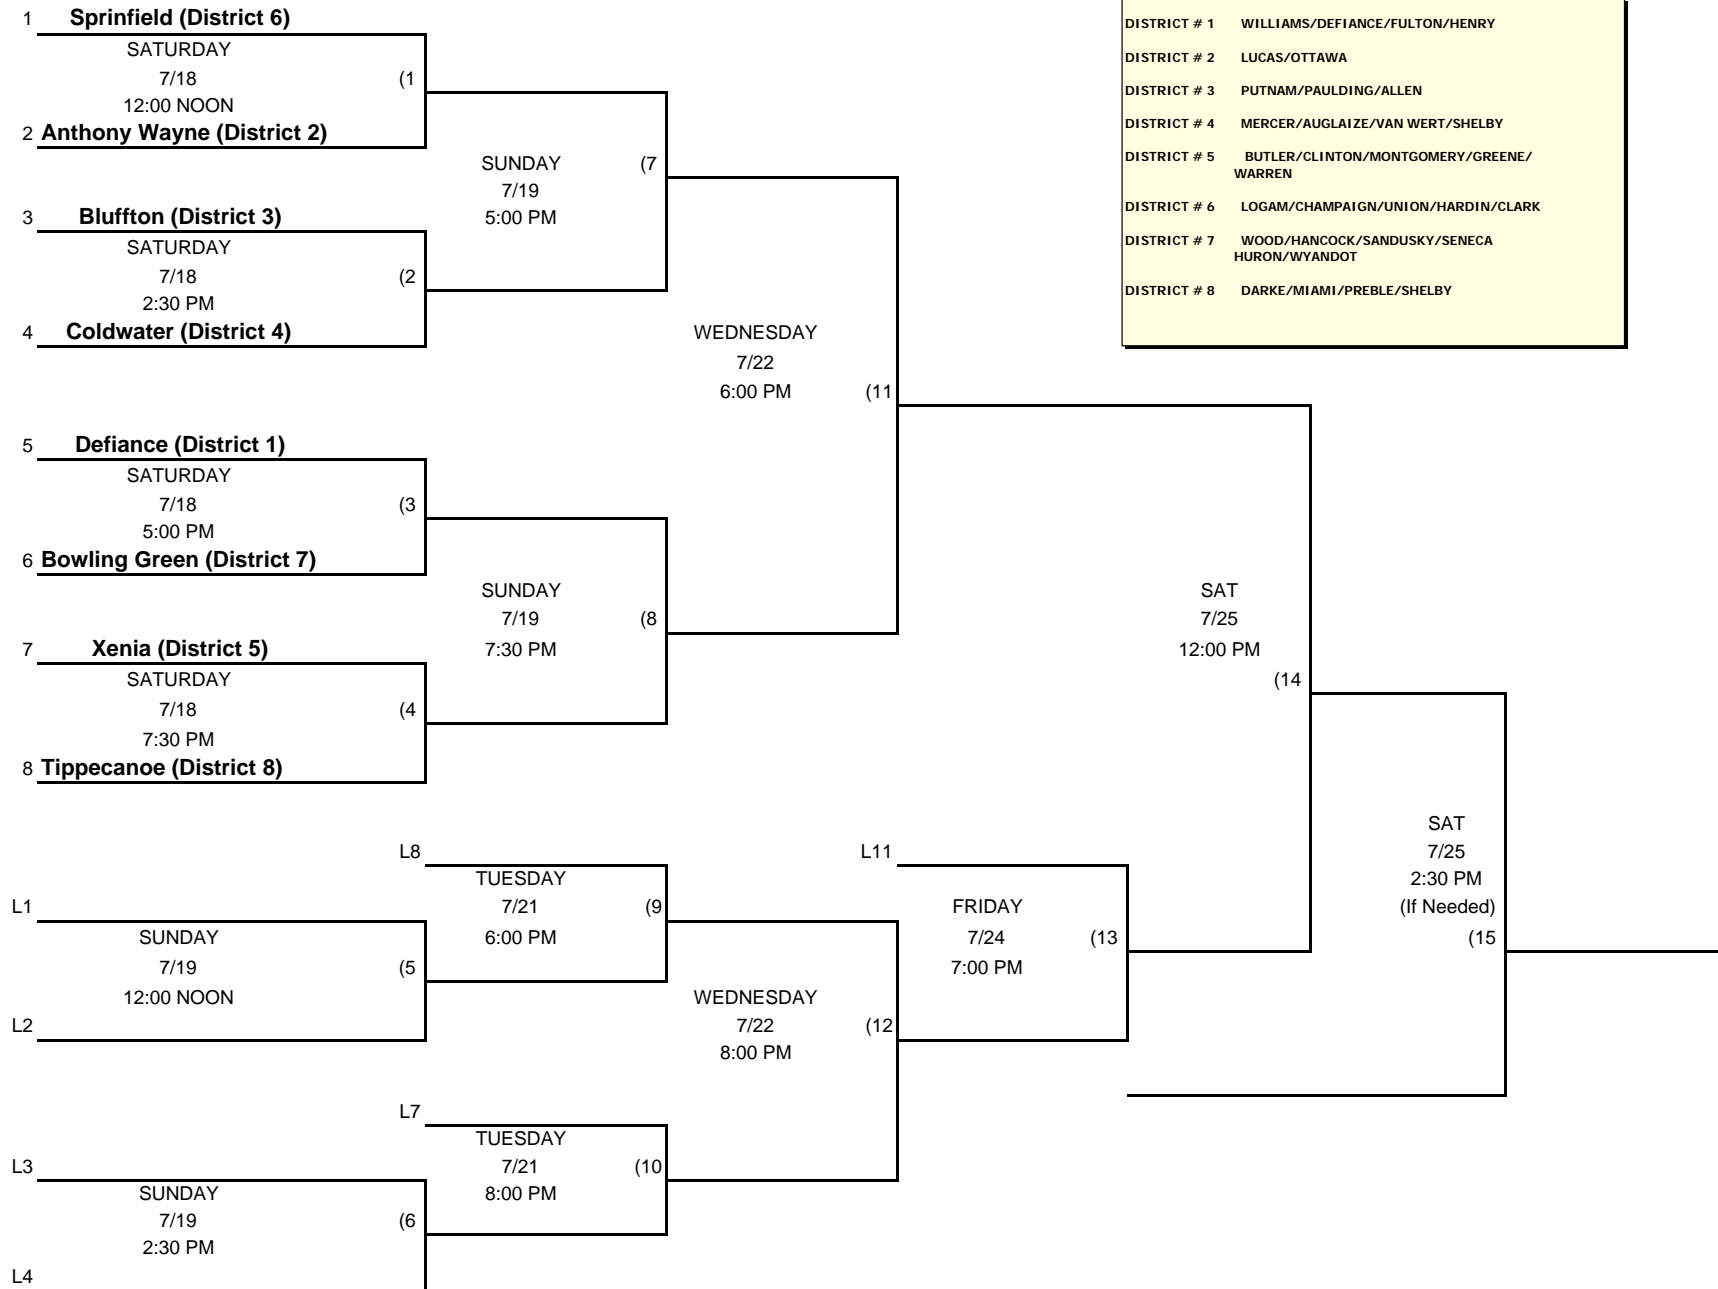 1 Sprinfield (District 6)
SATURDAY
7/18 (1
12:00 NOON
2 Anthony Wayne (District 2)
SUNDAY (7
7/19
5:00 PM
3 Bluffton (District 3)
SATURDAY
7/18 (2
2:30 PM
4 Coldwater (District 4)
WEDNESDAY
7/22
6:00 PM (11
5 Defiance (District 1)
SATURDAY
7/18 (3
5:00 PM
6 Bowling Green (District 7)
SUNDAY
7/19 (8
7:30 PM
7 Xenia (District 5)
SATURDAY
7/18 (4
7:30 PM
8 Tippecanoe (District 8)
SAT
7/25
12:00 PM
(14
DISTRICT # 1 WILLIAMS/DEFIANCE/FULTON/HENRY
DISTRICT # 2 LUCAS/OTTAWA
DISTRICT # 3 PUTNAM/PAULDING/ALLEN
DISTRICT # 4 MERCER/AUGLAIZE/VAN WERT/SHELBY
DISTRICT # 5 BUTLER/CLINTON/MONTGOMERY/GREENE/
WARREN
DISTRICT # 6 LOGAM/CHAMPAIGN/UNION/HARDIN/CLARK
DISTRICT # 7 WOOD/HANCOCK/SANDUSKY/SENECA
HURON/WYANDOT
DISTRICT # 8 DARKE/MIAMI/PREBLE/SHELBY
L8
TUESDAY
7/21 (9
6:00 PM
L1
SUNDAY
7/19 (5
12:00 NOON
L2
WEDNESDAY
7/22 (12
8:00 PM
L11
FRIDAY
7/24 (13
7:00 PM
SAT
7/25
2:30 PM
(If Needed)
(15
L7
TUESDAY
7/21 (10
8:00 PM
L3
SUNDAY
7/19 (6
2:30 PM
L4